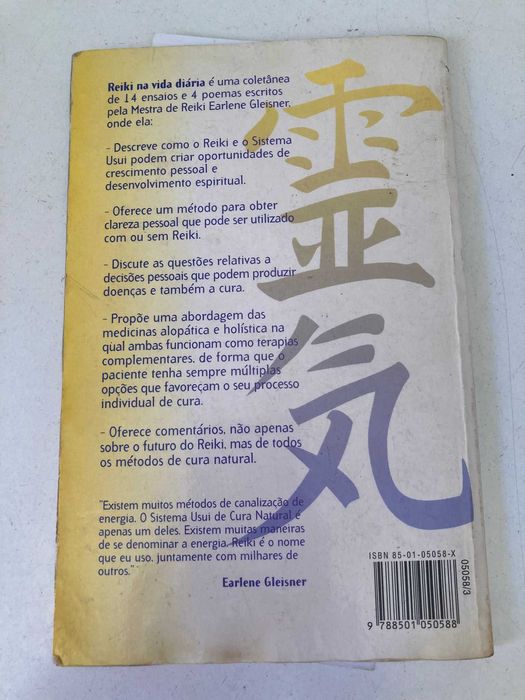 Reiki na vida diária é uma coletânea
de 14 ensaios e 4 poemas escritos
pela Mestra de Reiki Earlene Gleisner,
onde ela:
- Descreve como o Reiki e o Sistema
Usui podem criar oportunidades de
crescimento pessoal e
desenvolvimento espiritual.
- Oferece um método para obter
clareza pessoal que pode ser utilizado
com ou sem Reiki.
- Discute as questões relativas a
decisões pessoais que podem produzir
doenças e também a cura.
- Propõe uma abordagem das
medicinas alopática e holística na
qual ambas funcionam como terapias
complementares, de forma que o
paciente tenha sempre múltiplas
opções que favoreçam o seu processo
individual de cura.
- Oferece comentários, não apenas
sobre o futuro do Reiki, mas de todos
os métodos de cura natural.
"Existem muitos métodos de canalização de
energia. O Sistema Usui de Cura Natural é
apenas um deles. Existem muitas maneiras
de se denominar a energia. Reiki é o nome
que eu uso, juntamente com milhares de
outros."
Earlene Gleisner
靈
気
ISBN 85-01-05058-X
05058/3
9 788501 050588